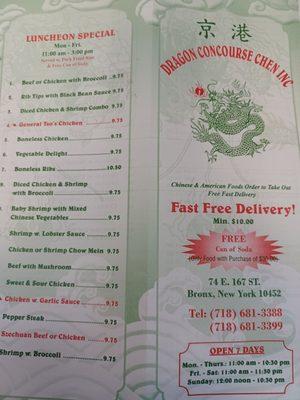 LUNCHEON SPECIAL
Mon - Fri.
11:00 am - 3:00 pm
Served w. Pork Fried Rice
& Free Can of Soda
1. Beef or Chicken with Broccoli 9.75
2. Rib Tips with Black Bean Sauce 9.75
3. Diced Chicken & Shrimp Combo 9.75
4. General Tso's Chicken 9.75
5. Boneless Chicken 9.75
6. Vegetable Delight 9.75
7. Boneless Ribs 10.50
Diced Chicken & Shrimp
with Broccoli 9.75
Baby Shrimp with Mixed
Chinese Vegetables 9.75
Shrimp w. Lobster Sauce 9.75
Chicken or Shrimp Chow Mein 9.75
Beef with Mushroom 9.75
Sweet & Sour Chicken 9.75
Chicken w. Garlic Sauce 9.75
Pepper Steak 9.75
Szechuan Beef or Chicken 9.75
Shrimp w. Broccoli 9.75
京港
DRAGON CONCOURSE CHEN INC
Chinese & American Foods Order to Take Out
Free Fast Delivery
Fast Free Delivery!
Min. $10.00
FREE
Can of Soda
Food with Purchase of
74 E. 167 ST.
Bronx, New York 10452
Tel: (718) 681-3388
(718) 681-3399
OPEN 7 DAYS
Mon. - Thurs.: 11:00 am - 10:30 pm
Fri. - Sat: 11:00 am - 11:30 pm
Sunday: 12:00 noon - 10:30 pm